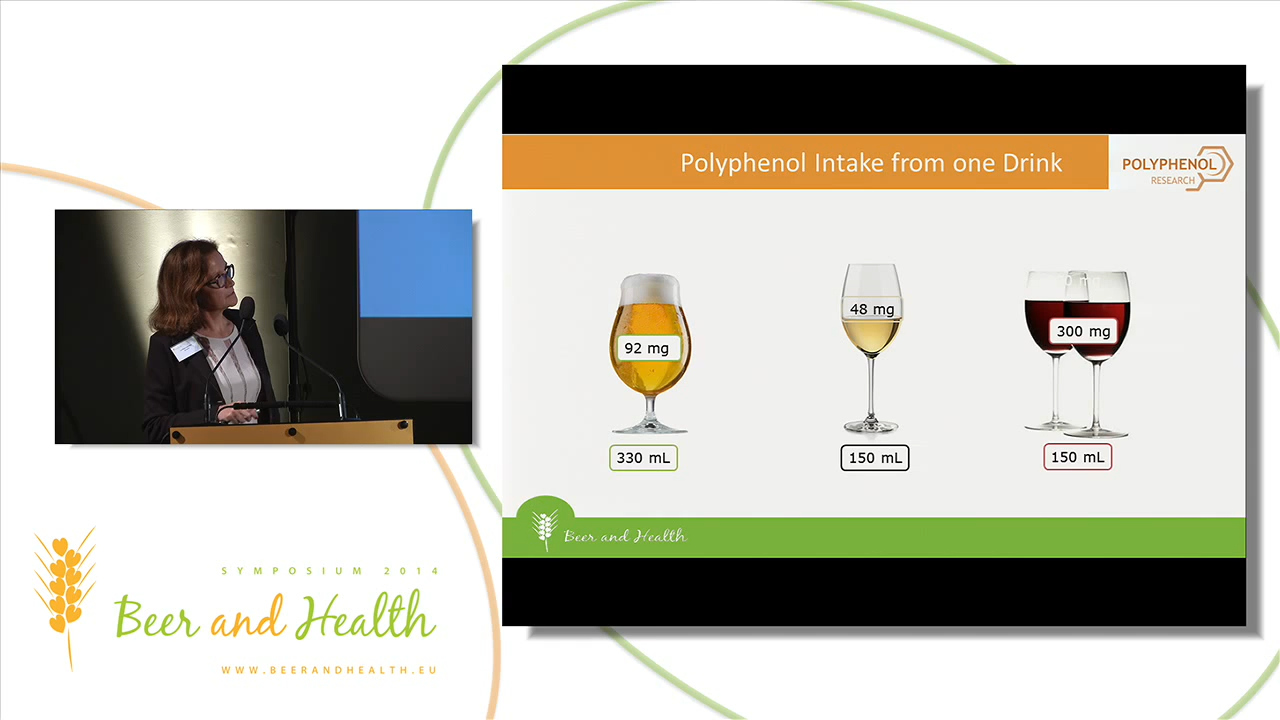 Polyphenol Intake from one Drink
POLYPHENOL
RESEARCH
92 mg
48 mg
300 mg
330 mL
150 mL
150 mL
Beer and Health
SYMPOSIUM 2014
Beer and Health
WWW.BEERANDHEALTH.EU